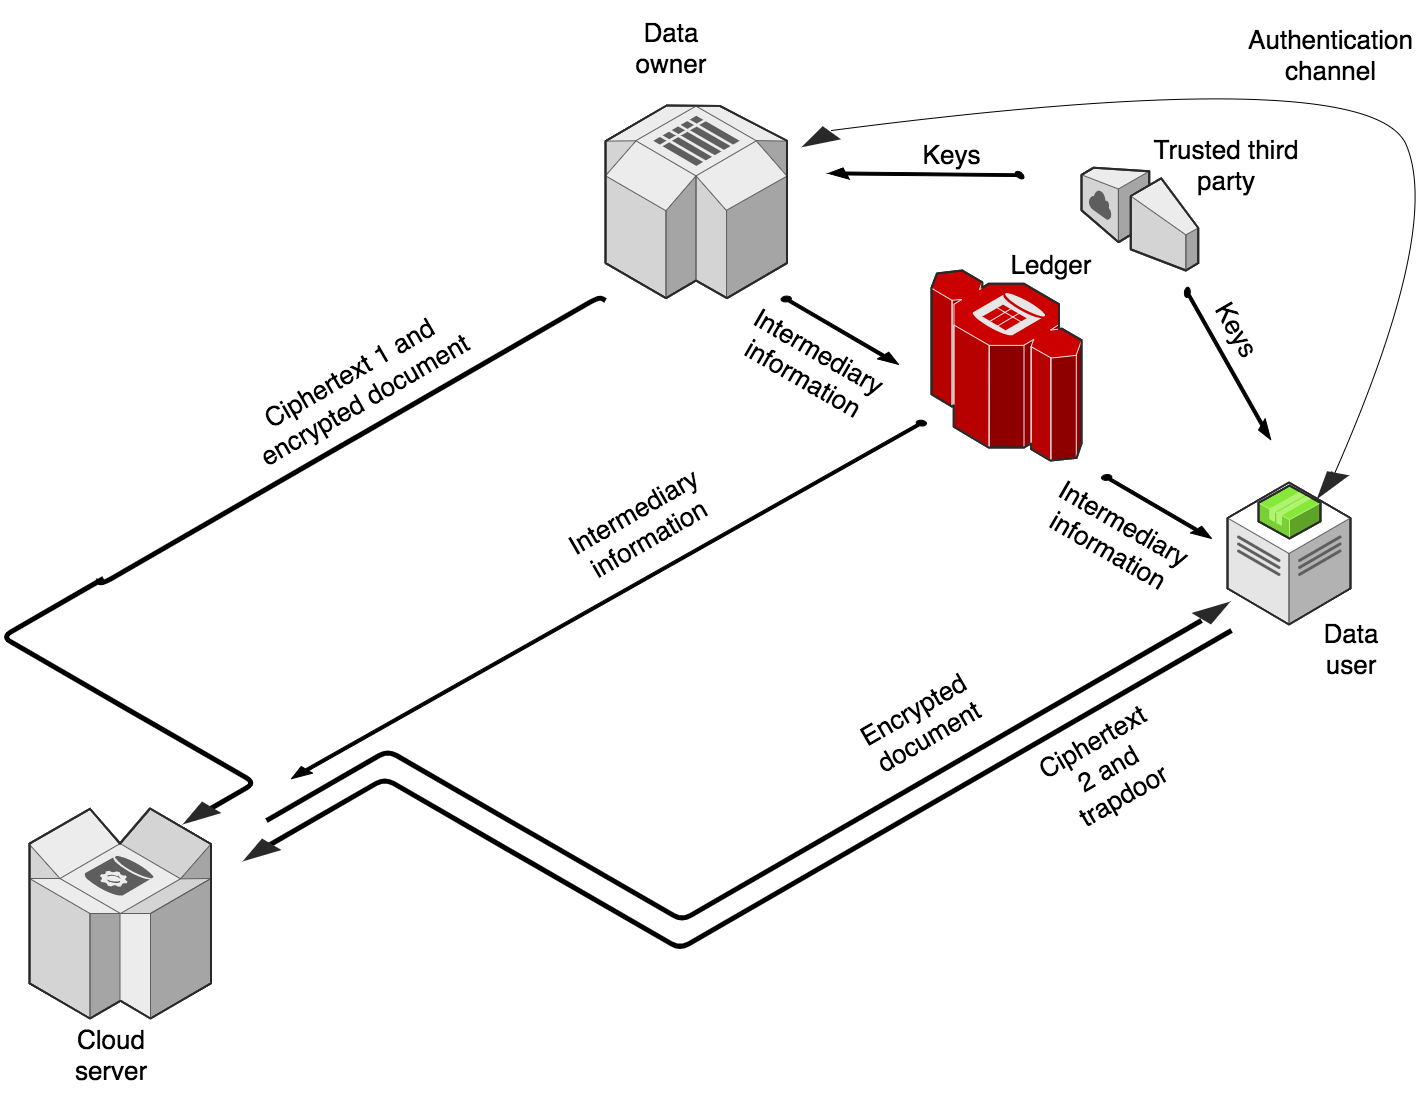 Data
owner
Authentication
channel
Keys
Trusted third
party
Ledger
Keys
Intermediary
information
Ciphertext 1 and
encrypted document
Intermediary
information
Intermediary
information
Data
user
Encrypted
document
Ciphertext
2 and
trapdoor
Cloud
server